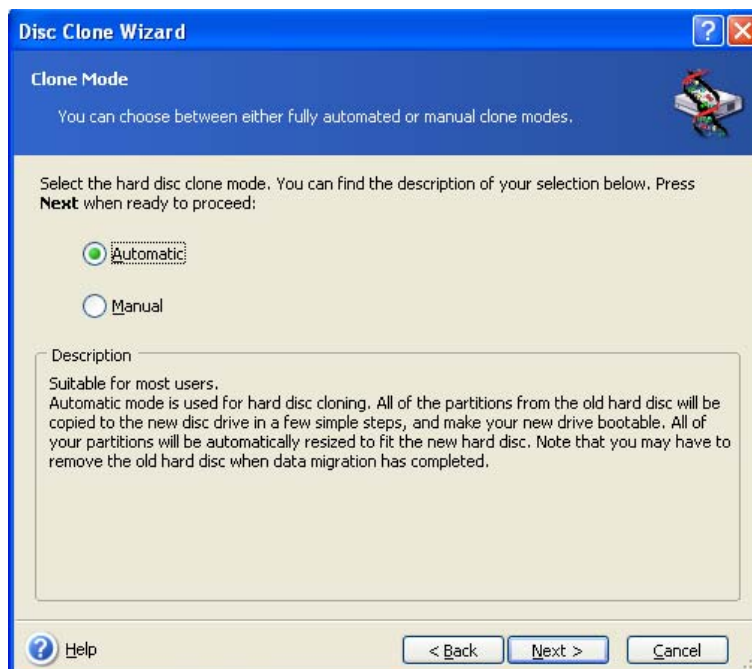 Disc Clone Wizard
Clone Mode
You can choose between either fully automated or manual clone modes.
Select the hard disc clone mode. You can find the description of your selection below. Press
Next when ready to proceed:
Automatic
Manual
Description
Suitable for most users.
Automatic mode is used for hard disc cloning. All of the partitions from the old hard disc will be
copied to the new disc drive in a few simple steps, and make your new drive bootable. All of
your partitions will be automatically resized to fit the new hard disc. Note that you may have to
remove the old hard disc when data migration has completed.
Help
< Back
Next >
Cancel